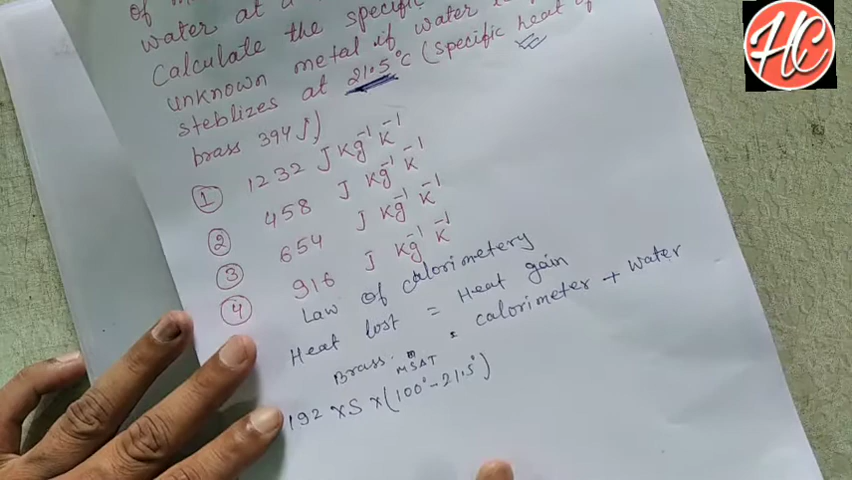 HC
of
water at a
Calculate the specific
unknown metal if water
steblizes at 21.5°C (specific heat of
brass 394 J)
① 1232 J Kg⁻¹ K⁻¹
② 458 J Kg⁻¹ K⁻¹
③ 654 J Kg⁻¹ K⁻¹
④ 916 J Kg⁻¹ K⁻¹
Law of calorimetery
Heat lost = Heat gain
Brass = calorimeter + water
m
MSΔT
192 × S × (100° - 21.5°)